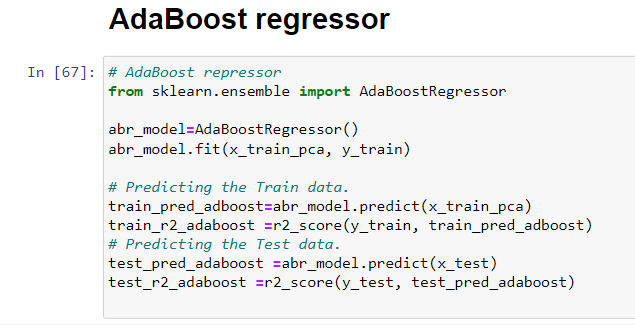 AdaBoost regressor
In [67]: # AdaBoost repressor
from sklearn.ensemble import AdaBoostRegressor
abr_model=AdaBoostRegressor()
abr_model.fit(x_train_pca, y_train)
# Predicting the Train data.
train_pred_adboost=abr_model.predict(x_train_pca)
train_r2_adaboost =r2_score(y_train, train_pred_adboost)
# Predicting the Test data.
test_pred_adaboost =abr_model.predict(x_test)
test_r2_adaboost =r2_score(y_test, test_pred_adaboost)